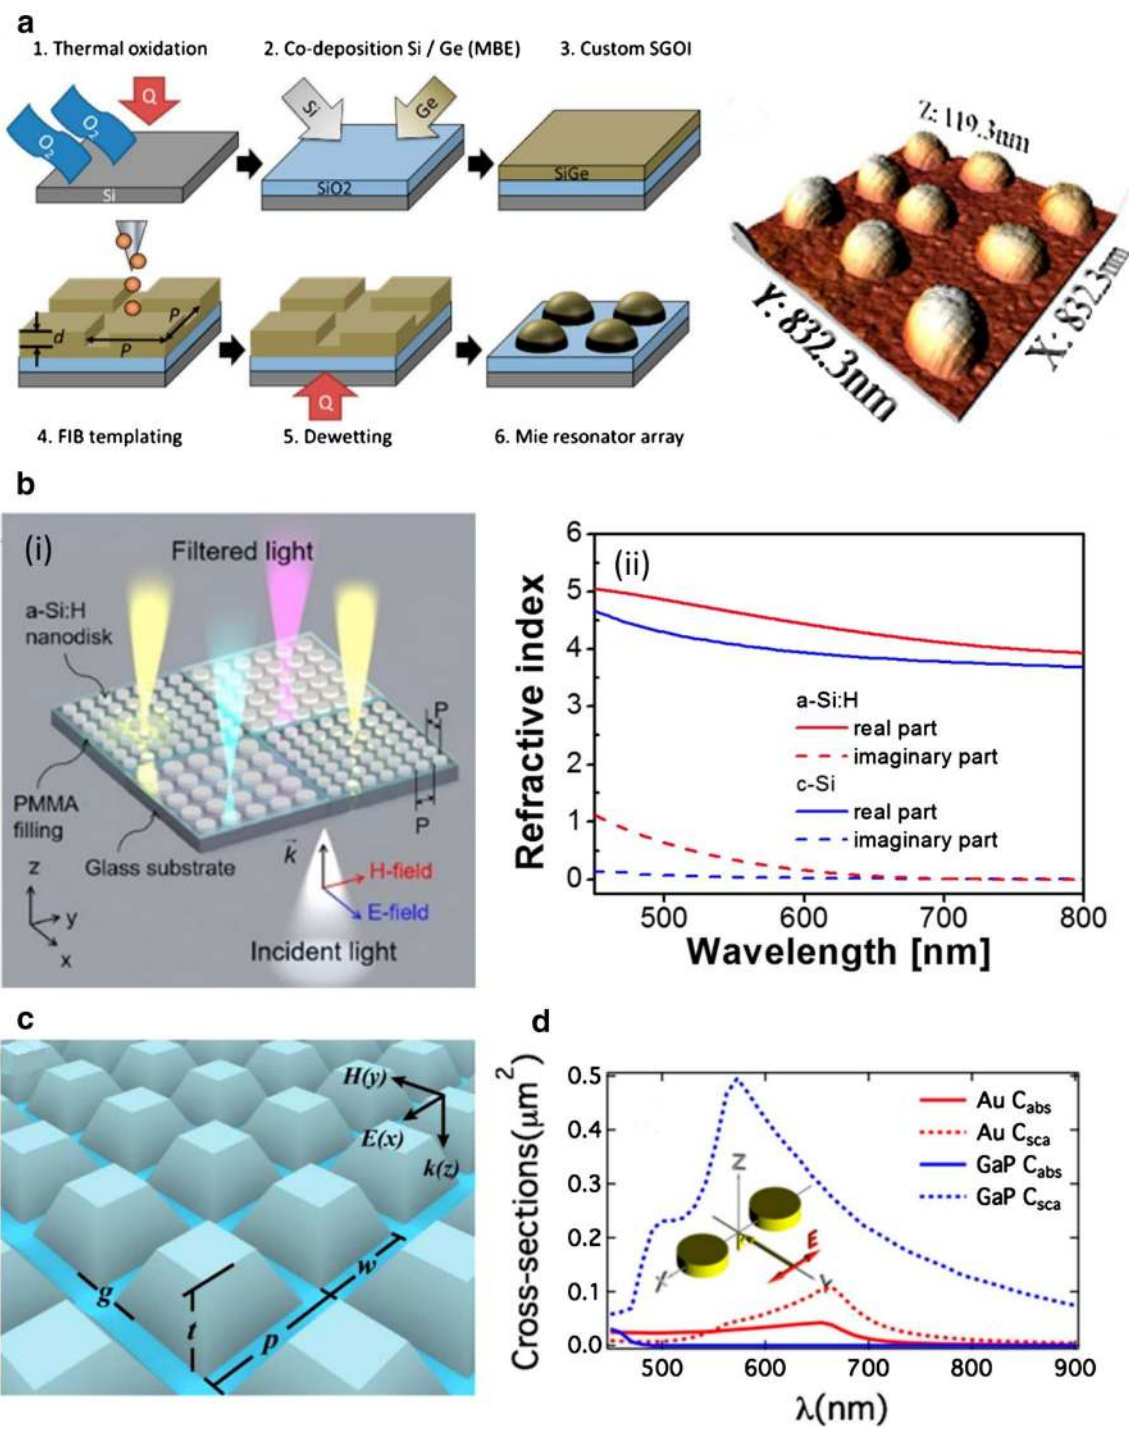 a
1. Thermal oxidation
2. Co-deposition Si / Ge (MBE)
3. Custom SGOI
O2
O2
Q
Si
Si
Ge
SiO2
SiGe
Z: 119.3nm
Y: 832.3nm
X: 832.3nm
d
P
P
Q
4. FIB templating
5. Dewetting
6. Mie resonator array
b
(i)
Filtered light
a-Si:H
nanodisk
P
P
PMMA
filling
Glass substrate
k
H-field
E-field
Incident light
z
y
x
(ii)
Refractive index
6
5
4
3
2
1
0
a-Si:H
real part
imaginary part
c-Si
real part
imaginary part
500
600
700
800
Wavelength [nm]
c
H(y)
E(x)
k(z)
g
t
p
w
d
Cross-sections(μm2)
0.5
0.4
0.3
0.2
0.1
0.0
Au Cabs
Au Csca
GaP Cabs
GaP Csca
Z
E
X
Y
500
600
700
800
900
λ(nm)